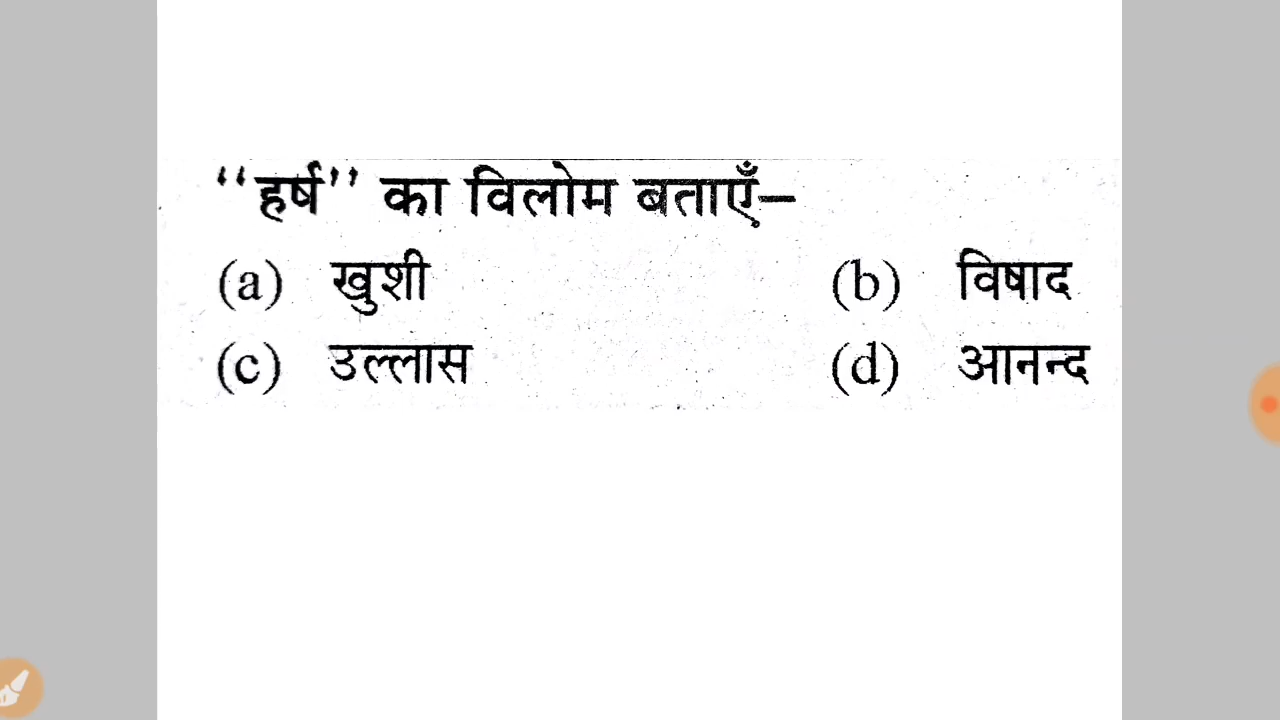 “हर्ष” का विलोम बताएँ–
(a) खुशी (b) विषाद
(c) उल्लास (d) आनन्द